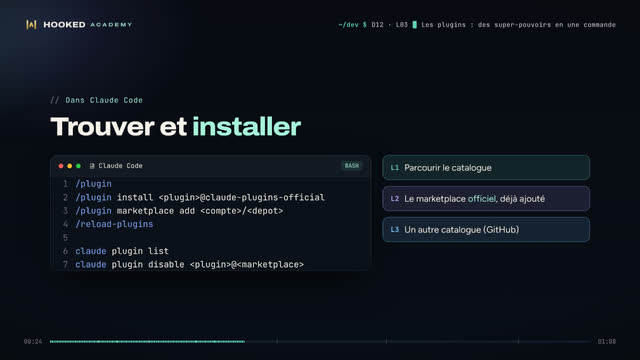 HOOKED ACADEMY
~/dev $ D12 · L03 Les plugins : des super-pouvoirs en une commande
// Dans Claude Code
Trouver et installer
Claude Code BASH
1 /plugin
2 /plugin install <plugin>@claude-plugins-official
3 /plugin marketplace add <compte>/<depot>
4 /reload-plugins
5
6 claude plugin list
7 claude plugin disable <plugin>@<marketplace>
L1 Parcourir le catalogue
L2 Le marketplace officiel, déjà ajouté
L3 Un autre catalogue (GitHub)
00:24
01:08